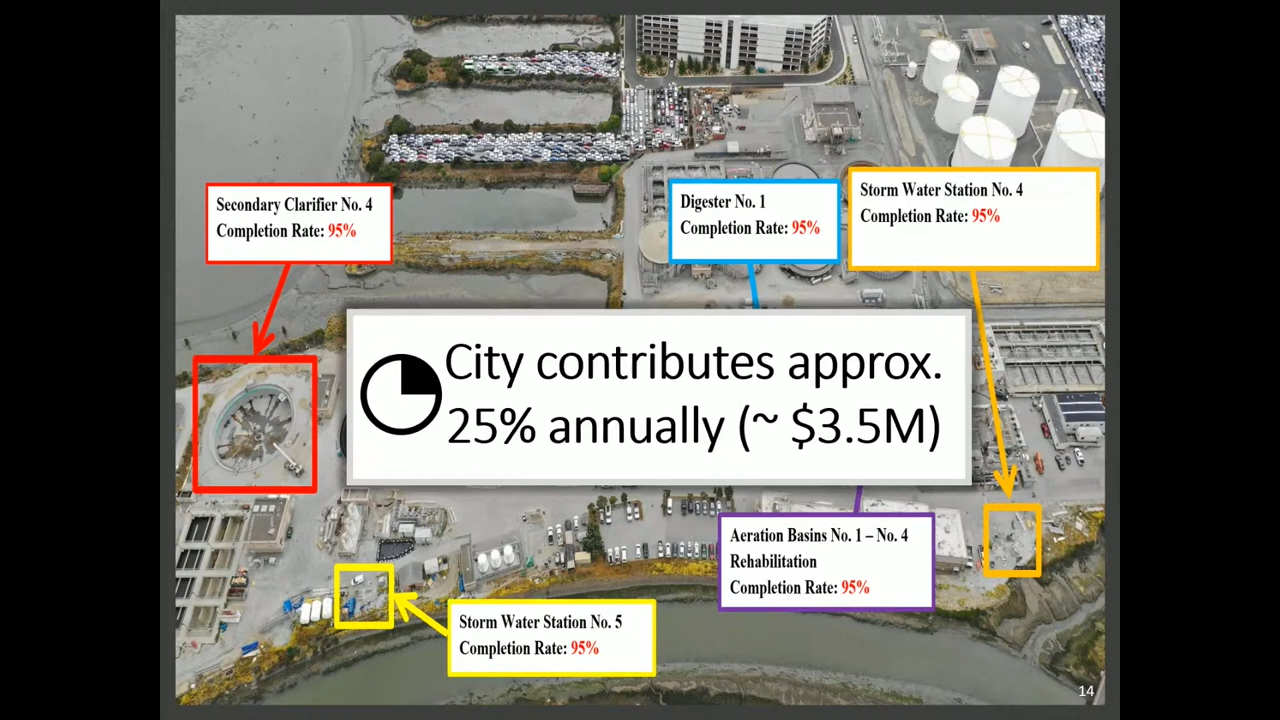 Secondary Clarifier No. 4
Completion Rate: 95%
Digester No. 1
Completion Rate: 95%
Storm Water Station No. 4
Completion Rate: 95%
City contributes approx.
25% annually (~ $3.5M)
Aeration Basins No. 1 – No. 4
Rehabilitation
Completion Rate: 95%
Storm Water Station No. 5
Completion Rate: 95%
14